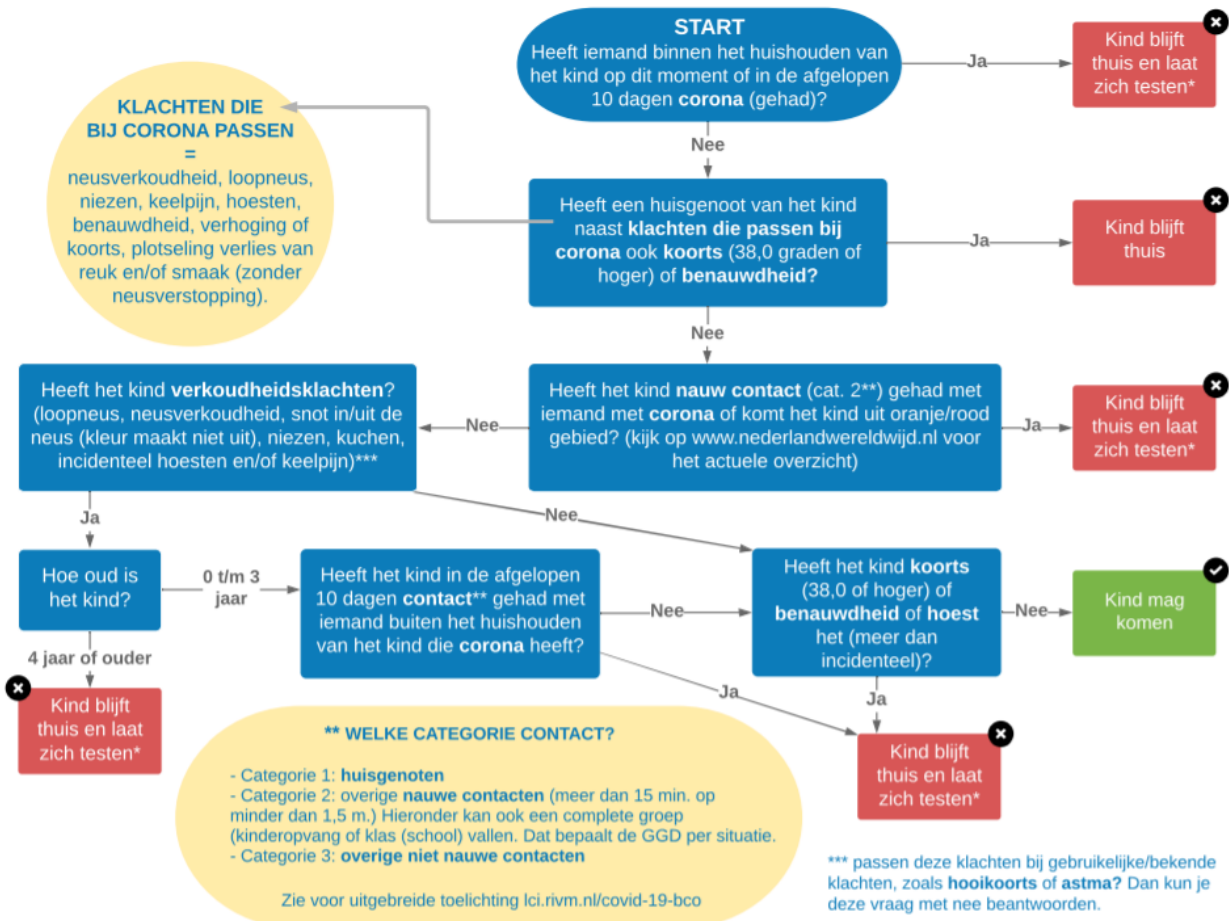 START
Heeft iemand binnen het huishouden van
het kind op dit moment of in de afgelopen
10 dagen corona (gehad)?
Ja
Kind blijft
thuis en laat
zich testen*
Nee
KLACHTEN DIE
BIJ CORONA PASSEN
=
neusverkoudheid, loopneus,
niezen, keelpijn, hoesten,
benauwdheid, verhoging of
koorts, plotseling verlies van
reuk en/of smaak (zonder
neusverstopping).
Heeft een huisgenoot van het kind
naast klachten die passen bij
corona ook koorts (38,0 graden of
hoger) of benauwdheid?
Ja
Kind blijft
thuis
Nee
Heeft het kind nauw contact (cat. 2**) gehad met
iemand met corona of komt het kind uit oranje/rood
gebied? (kijk op www.nederlandwereldwijd.nl voor
het actuele overzicht)
Ja
Kind blijft
thuis en laat
zich testen*
Nee
Heeft het kind verkoudheidsklachten?
(loopneus, neusverkoudheid, snot in/uit de
neus (kleur maakt niet uit), niezen, kuchen,
incidenteel hoesten en/of keelpijn)***
Ja
Nee
Hoe oud is
het kind?
0 t/m 3
jaar
Heeft het kind in de afgelopen
10 dagen contact** gehad met
iemand buiten het huishouden
van het kind die corona heeft?
Nee
Heeft het kind koorts
(38,0 of hoger) of
benauwdheid of hoest
het (meer dan
incidenteel)?
Nee
Kind mag
komen
4 jaar of ouder
Kind blijft
thuis en laat
zich testen*
Ja
Ja
Kind blijft
thuis en laat
zich testen*
** WELKE CATEGORIE CONTACT?
- Categorie 1: huisgenoten
- Categorie 2: overige nauwe contacten (meer dan 15 min. op
minder dan 1,5 m.) Hieronder kan ook een complete groep
(kinderopvang of klas (school) vallen. Dat bepaalt de GGD per situatie.
- Categorie 3: overige niet nauwe contacten
Zie voor uitgebreide toelichting lci.rivm.nl/covid-19-bco
*** passen deze klachten bij gebruikelijke/bekende
klachten, zoals hooikoorts of astma? Dan kun je
deze vraag met nee beantwoorden.